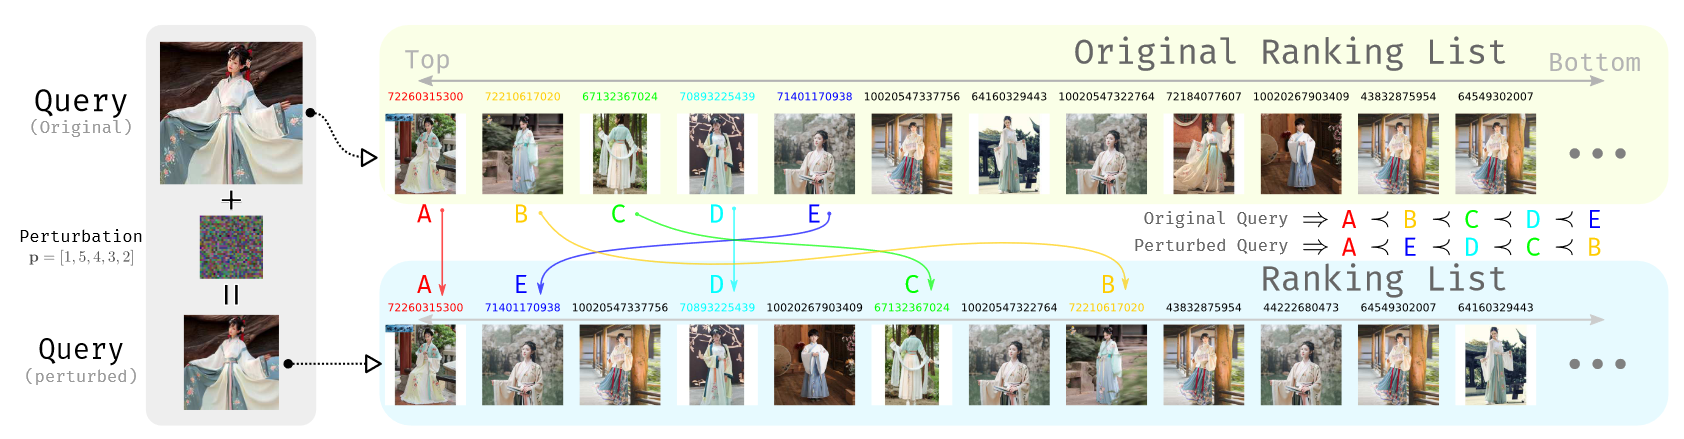 Query
(Original)
+
Perturbation
p = [1, 5, 4, 3, 2]
=
Query
(perturbed)
Original Ranking List
Top
Bottom
72260315300 72210617020 67132367024 70893225439 71401170938 10020547337756 64160329443 10020547322764 72184077607 10020267903409 43832875954 64549302007
A B C D E
Original Query ⇒ A ≺ B ≺ C ≺ D ≺ E
Perturbed Query ⇒ A ≺ E ≺ D ≺ C ≺ B
Ranking List
A E D C B
72260315300 71401170938 10020547337756 70893225439 10020267903409 67132367024 10020547322764 72210617020 43832875954 44222680473 64549302007 64160329443